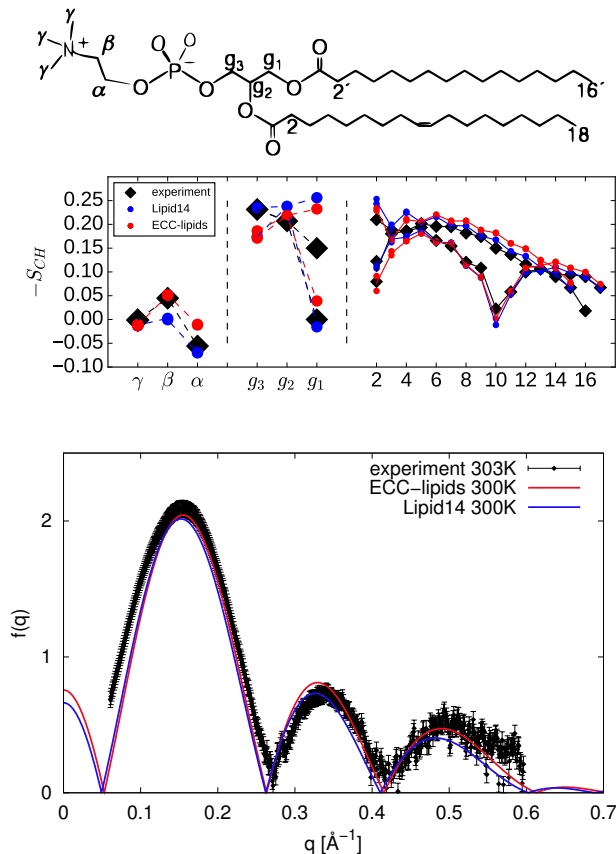 γ
γ
N
+
γ
β
α
O
O
O
P
−
O
g₃
g₂
g₁
O
O
2′
16′
O
O
2
18
experiment
Lipid14
ECC-lipids
−S_CH
0.25
0.20
0.15
0.10
0.05
0.00
−0.05
−0.10
γ β α g₃ g₂ g₁ 2 4 6 8 10 12 14 16
experiment 303K
ECC−lipids 300K
Lipid14 300K
f(q)
2
1
0
0 0.1 0.2 0.3 0.4 0.5 0.6 0.7
q [Å⁻¹]